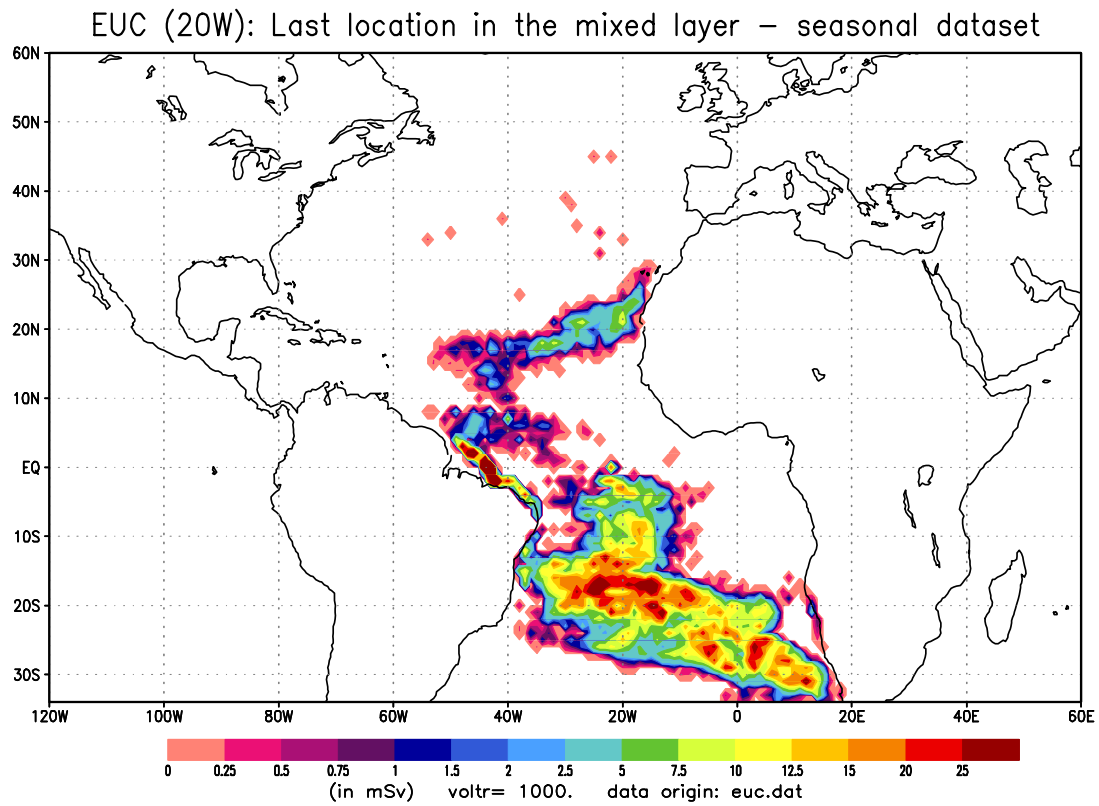 EUC (20W): Last location in the mixed layer – seasonal dataset
60N
50N
40N
30N
20N
10N
EQ
10S
20S
30S
120W 100W 80W 60W 40W 20W 0 20E 40E 60E
0 0.25 0.5 0.75 1 1.5 2 2.5 5 7.5 10 12.5 15 20 25
(in mSv) voltr= 1000. data origin: euc.dat